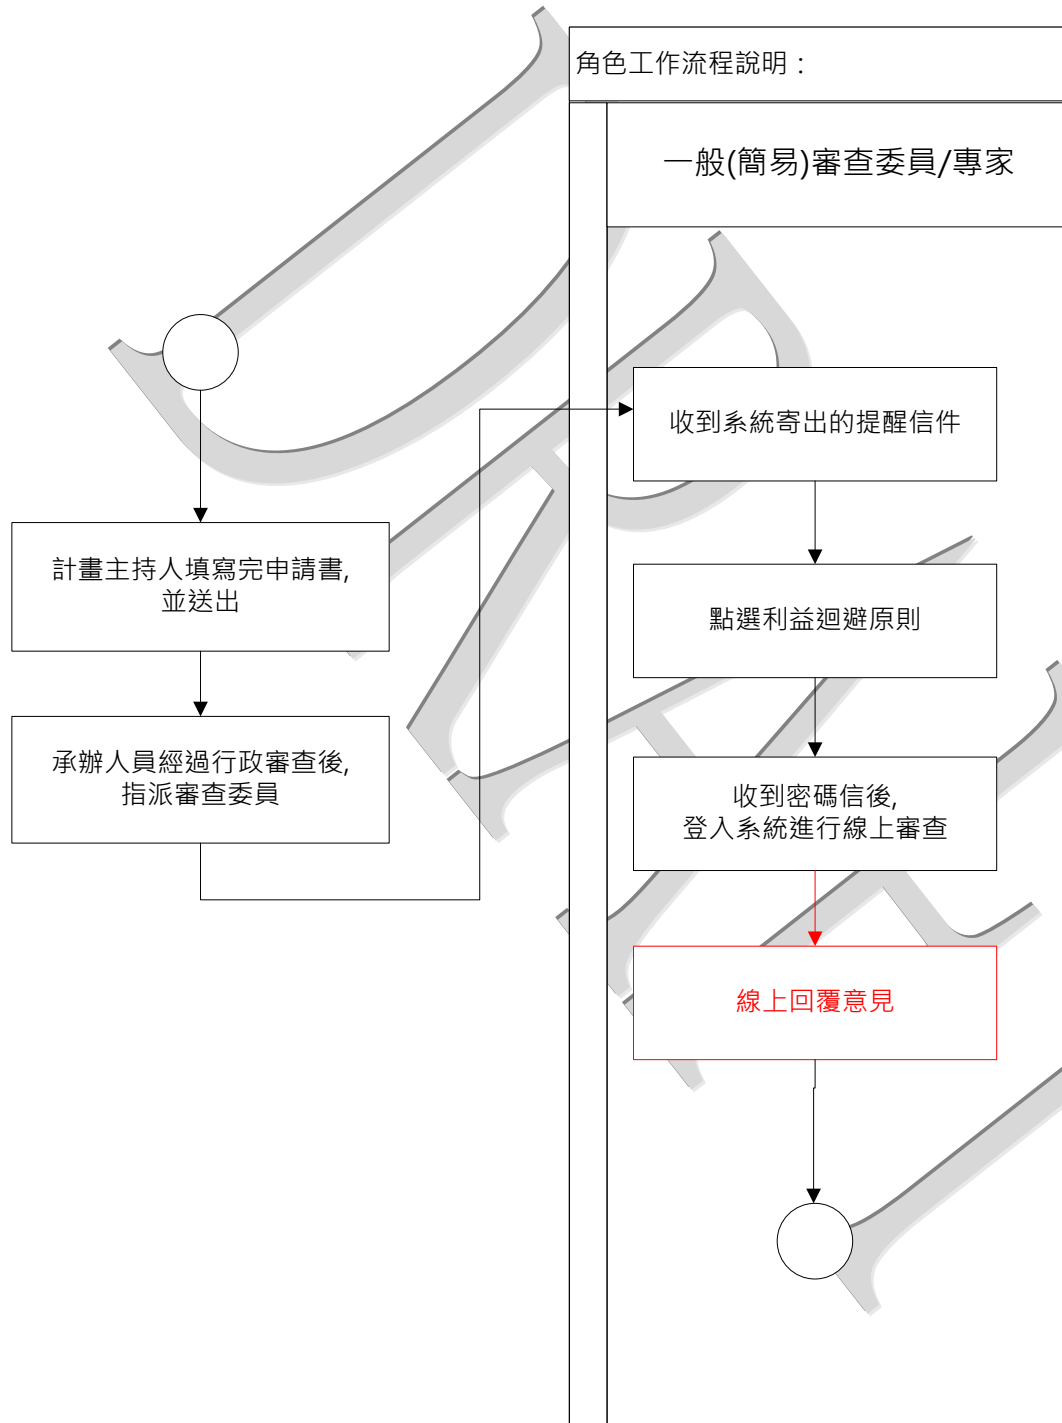 角色工作流程說明：
一般(簡易)審查委員/專家
計畫主持人填寫完申請書,
並送出
承辦人員經過行政審查後,
指派審查委員
收到系統寄出的提醒信件
點選利益迴避原則
收到密碼信後,
登入系統進行線上審查
線上回覆意見